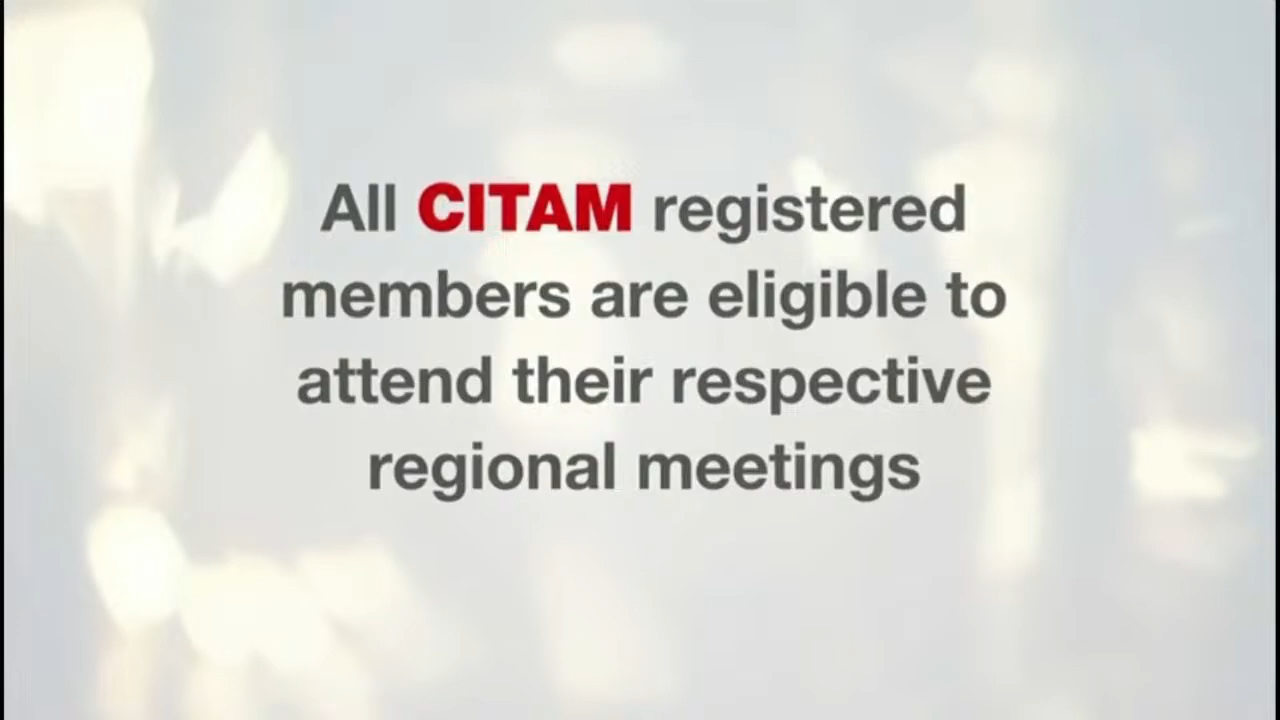 All CITAM registered
members are eligible to
attend their respective
regional meetings